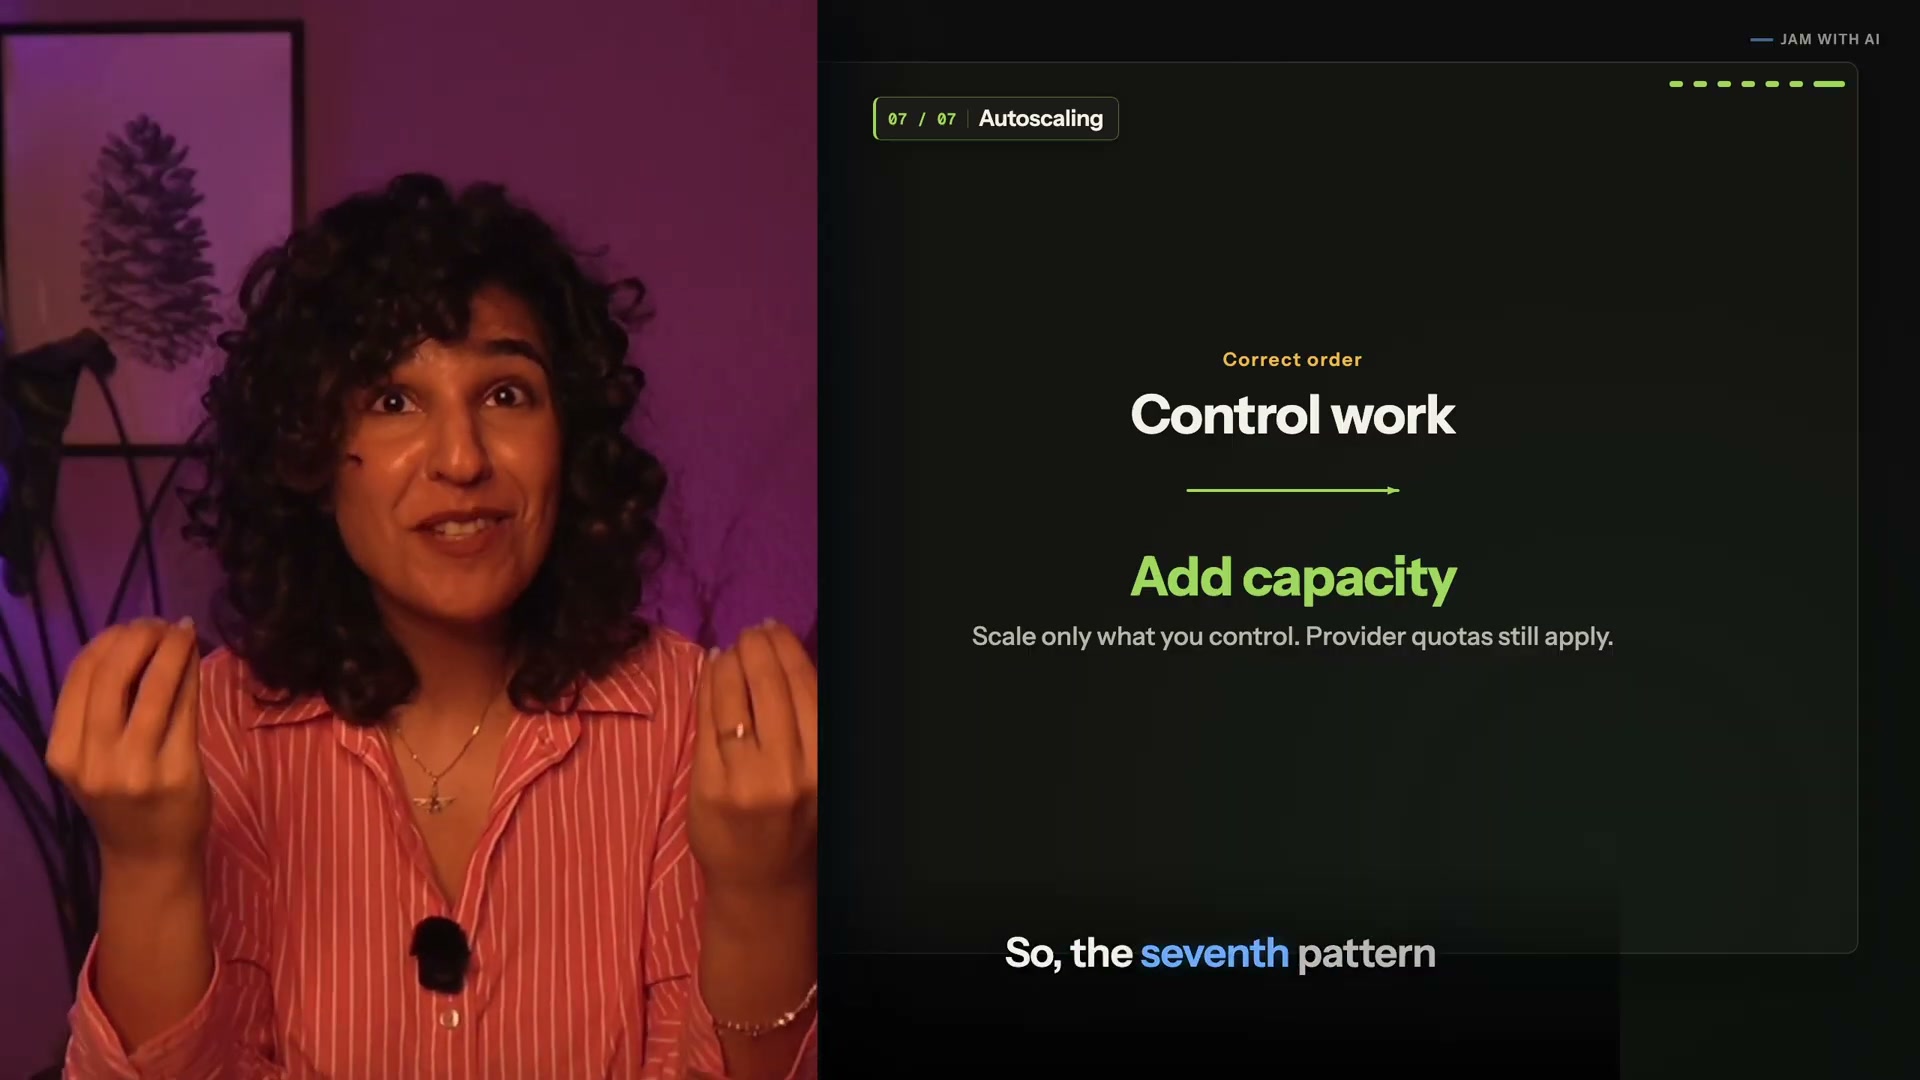 JAM WITH AI
07 / 07 | Autoscaling
Correct order
Control work
Add capacity
Scale only what you control. Provider quotas still apply.
So, the seventh pattern